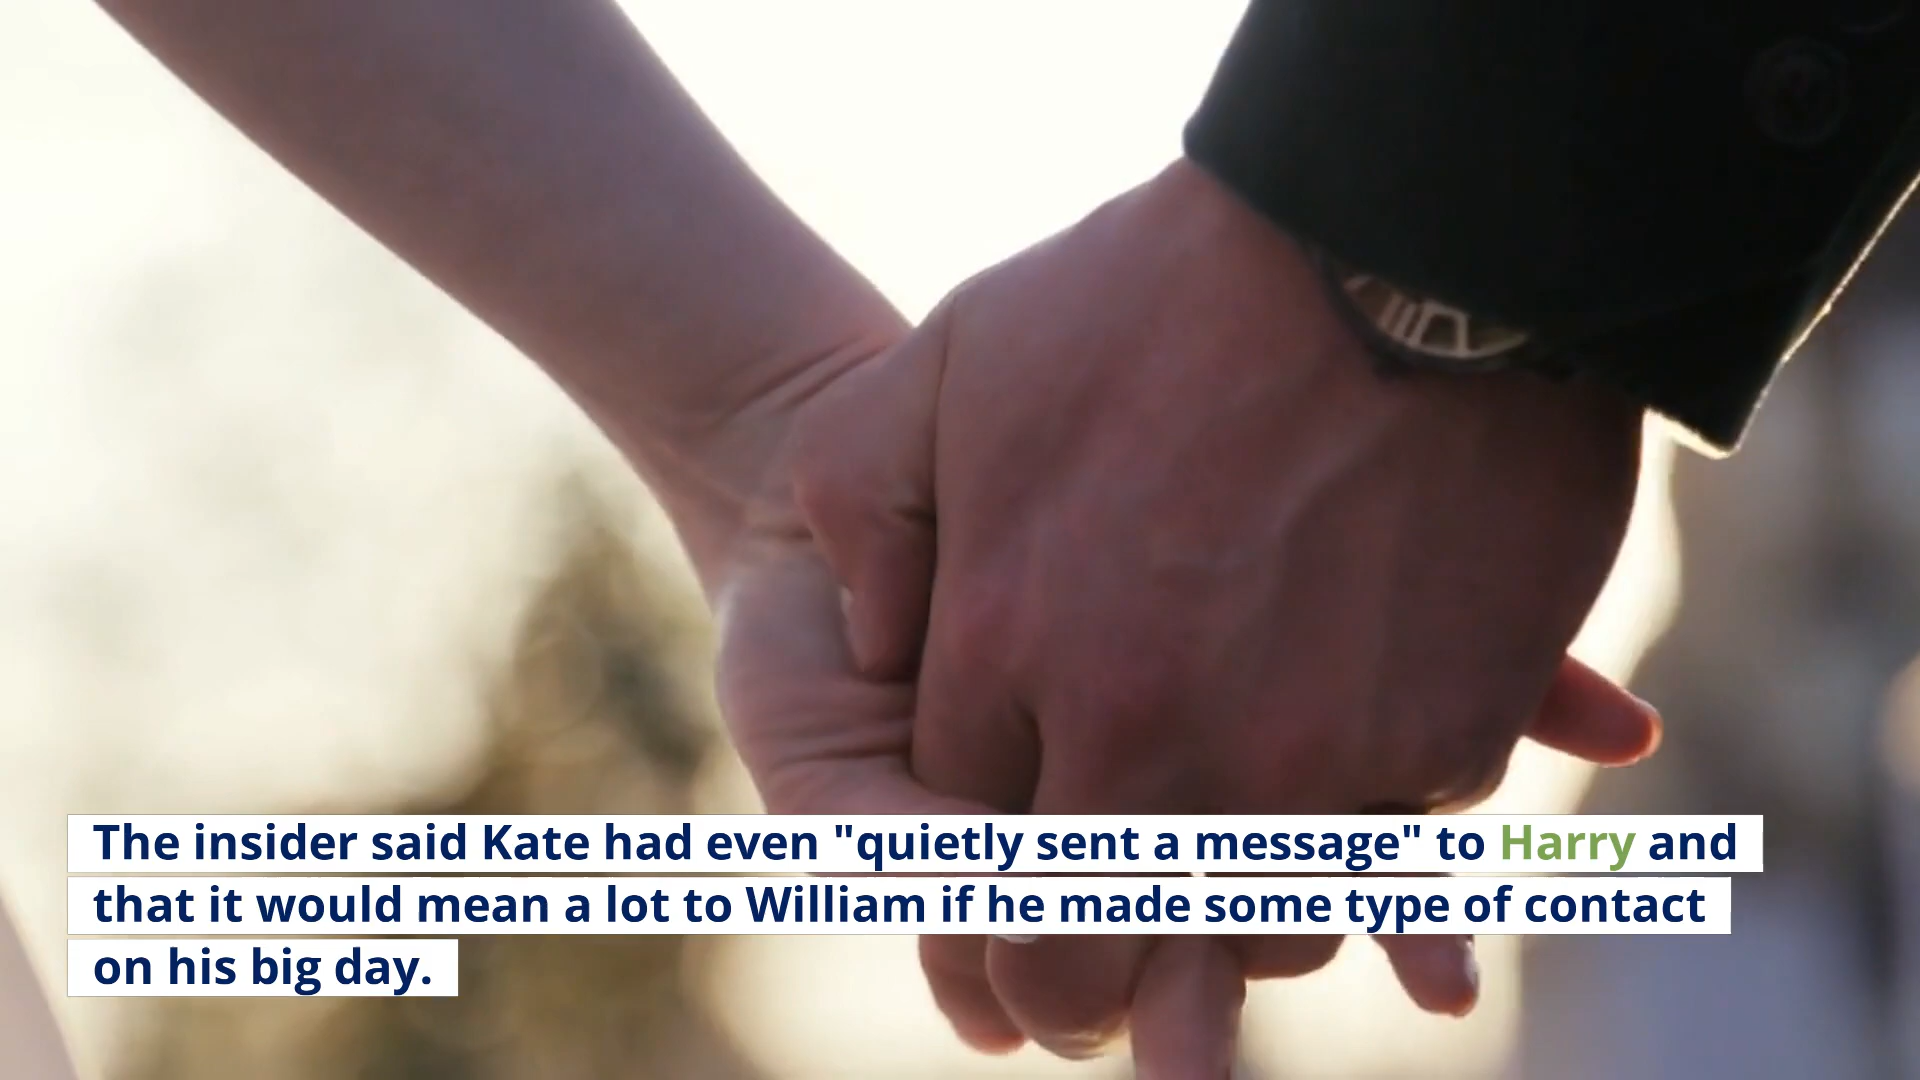 The insider said Kate had even "quietly sent a message" to Harry and
that it would mean a lot to William if he made some type of contact
on his big day.